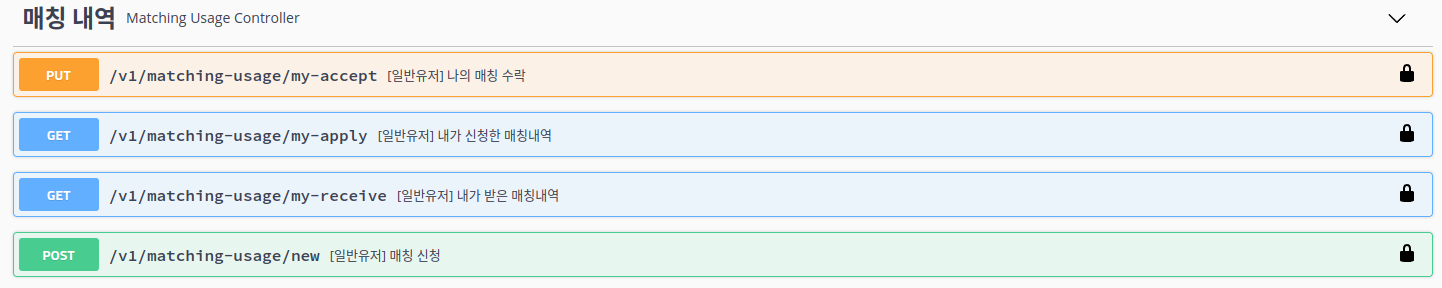 매칭 내역 Matching Usage Controller
PUT /v1/matching-usage/my-accept [일반유저] 나의 매칭 수락
GET /v1/matching-usage/my-apply [일반유저] 내가 신청한 매칭내역
GET /v1/matching-usage/my-receive [일반유저] 내가 받은 매칭내역
POST /v1/matching-usage/new [일반유저] 매칭 신청